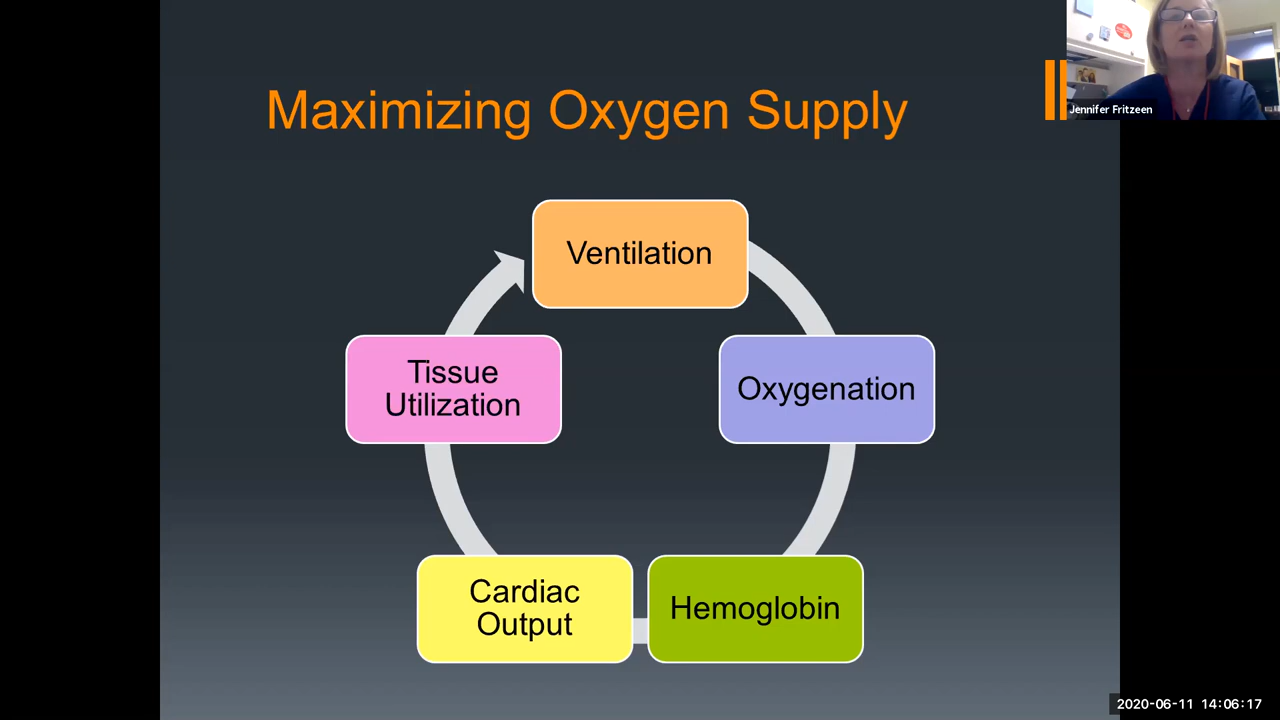 Maximizing Oxygen Supply
Jennifer Fritzeen
Ventilation
Oxygenation
Hemoglobin
Cardiac
Output
Tissue
Utilization
2020-06-11 14:06:17